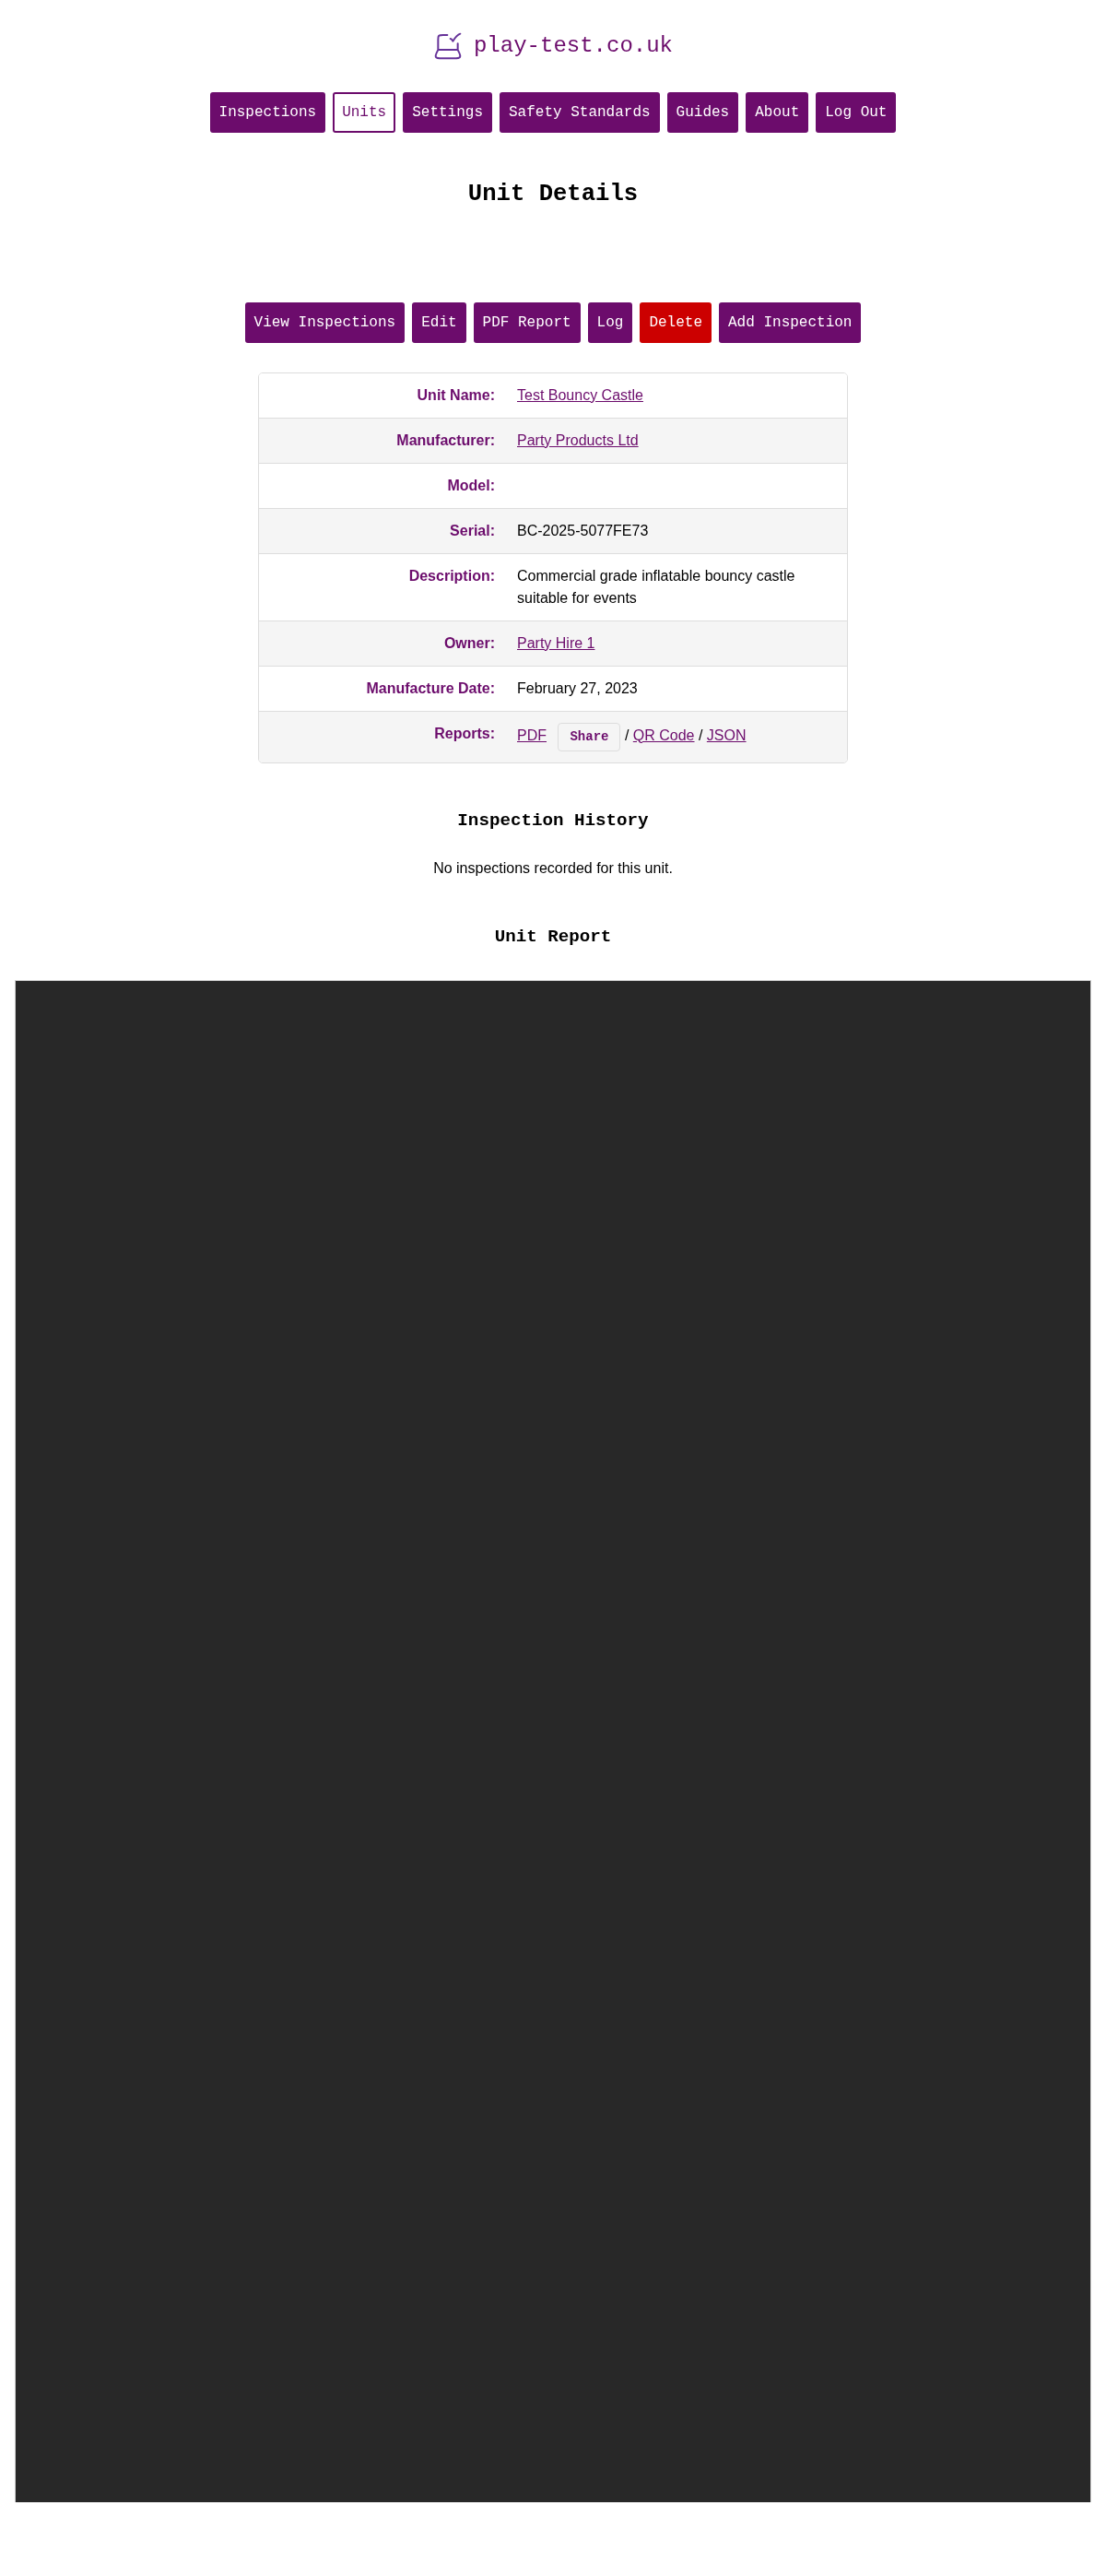 play-test.co.uk
Inspections Units Settings Safety Standards Guides About Log Out
Unit Details
View Inspections Edit PDF Report Log Delete Add Inspection
Unit Name: Test Bouncy Castle
Manufacturer: Party Products Ltd
Model:
Serial: BC-2025-5077FE73
Description: Commercial grade inflatable bouncy castle
suitable for events
Owner: Party Hire 1
Manufacture Date: February 27, 2023
Reports: PDF Share / QR Code / JSON
Inspection History
No inspections recorded for this unit.
Unit Report